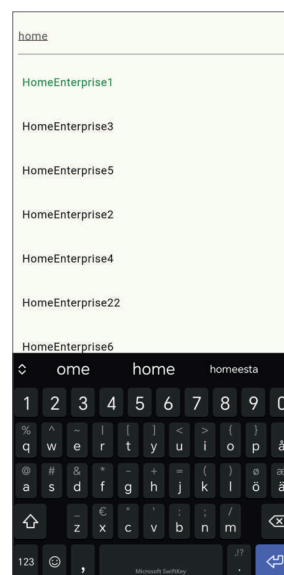 home
HomeEnterprise1
HomeEnterprise3
HomeEnterprise5
HomeEnterprise2
HomeEnterprise4
HomeEnterprise22
HomeEnterprise6
ome home homeesta
1 2 3 4 5 6 7 8 9 0
% ^ ~ | [ ] < > { }
q w e r t y u i o p å
@ # & * - + = ( ) ø æ
a s d f g h j k l ö ä
_ € " ' : ; /
z x c v b n m
123 , Microsoft SwiftKey ,!? .